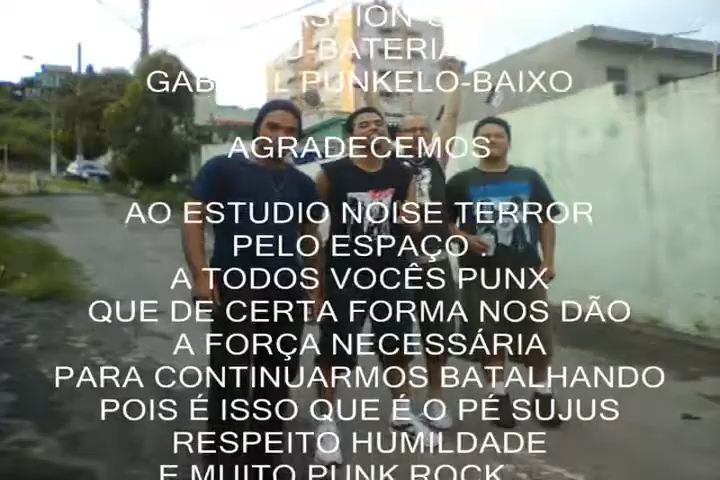 U-BATERIA
GABRIEL PUNKELO-BAIXO
AGRADECEMOS
AO ESTUDIO NOISE TERROR
PELO ESPAÇO .
A TODOS VOCÊS PUNX
QUE DE CERTA FORMA NOS DÃO
A FORÇA NECESSÁRIA
PARA CONTINUARMOS BATALHANDO
POIS É ISSO QUE É O PÉ SUJUS
RESPEITO HUMILDADE
E MUITO PUNK ROCK